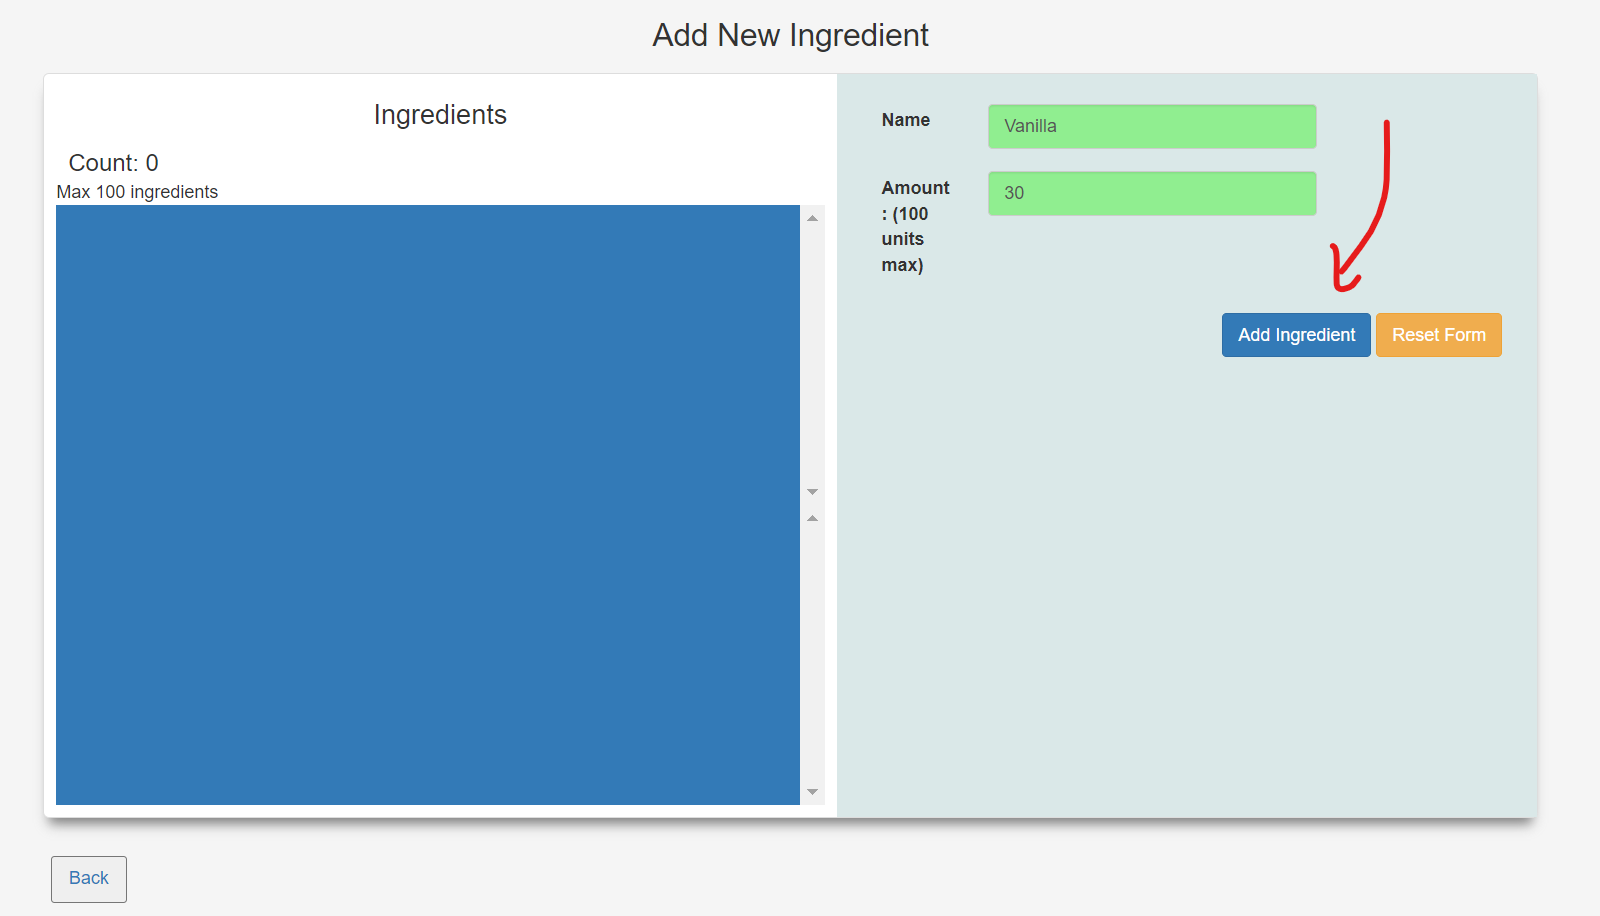 Add New Ingredient
Ingredients
Count: 0
Max 100 ingredients
Name
Vanilla
Amount
: (100
units
max)
30
Add Ingredient
Reset Form
Back